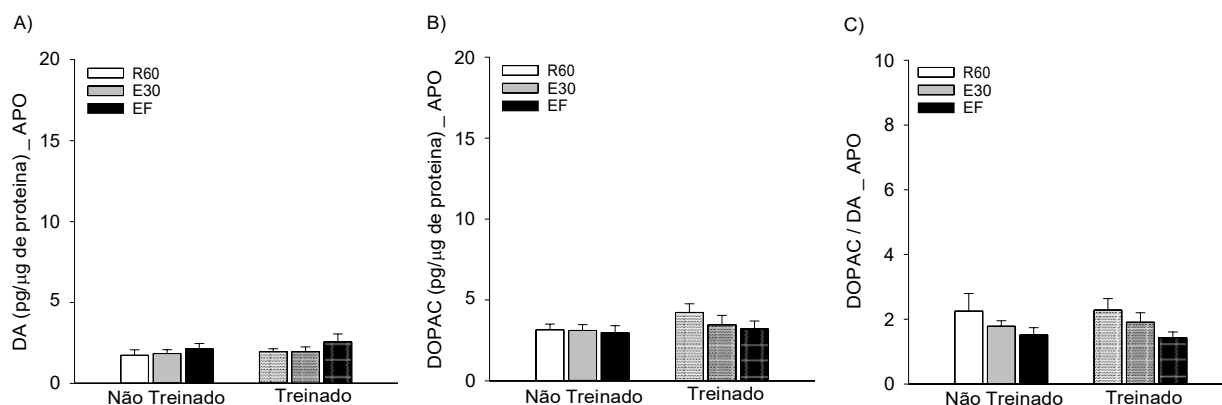 A)
DA (pg/µg de proteina) _ APO
20
15
10
5
0
R60
E30
EF
Não Treinado
Treinado
B)
DOPAC (pg/µg de proteina) _ APO
20
15
10
5
0
R60
E30
EF
Não Treinado
Treinado
C)
DOPAC / DA _ APO
10
8
6
4
2
0
R60
E30
EF
Não Treinado
Treinado